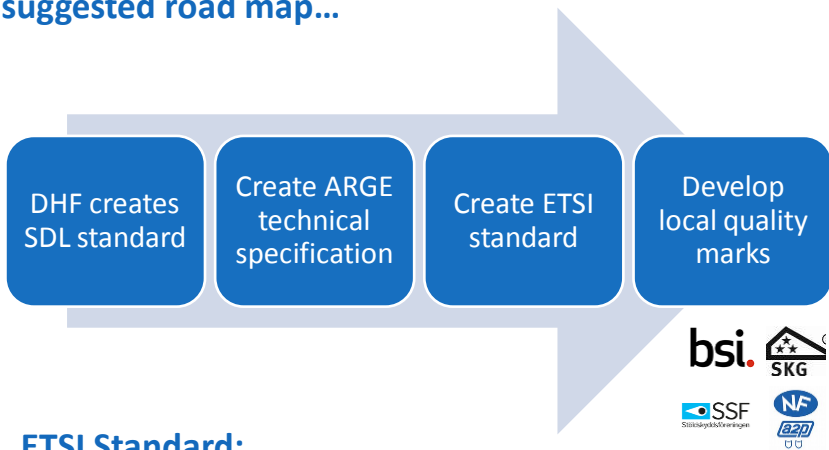 suggested road map…
DHF creates
SDL standard
Create ARGE
technical
specification
Create ETSI
standard
Develop
local quality
marks
bsi.
SKG
SSF
Stöldskyddsföreningen
NF
a2p
ETSI Standard: